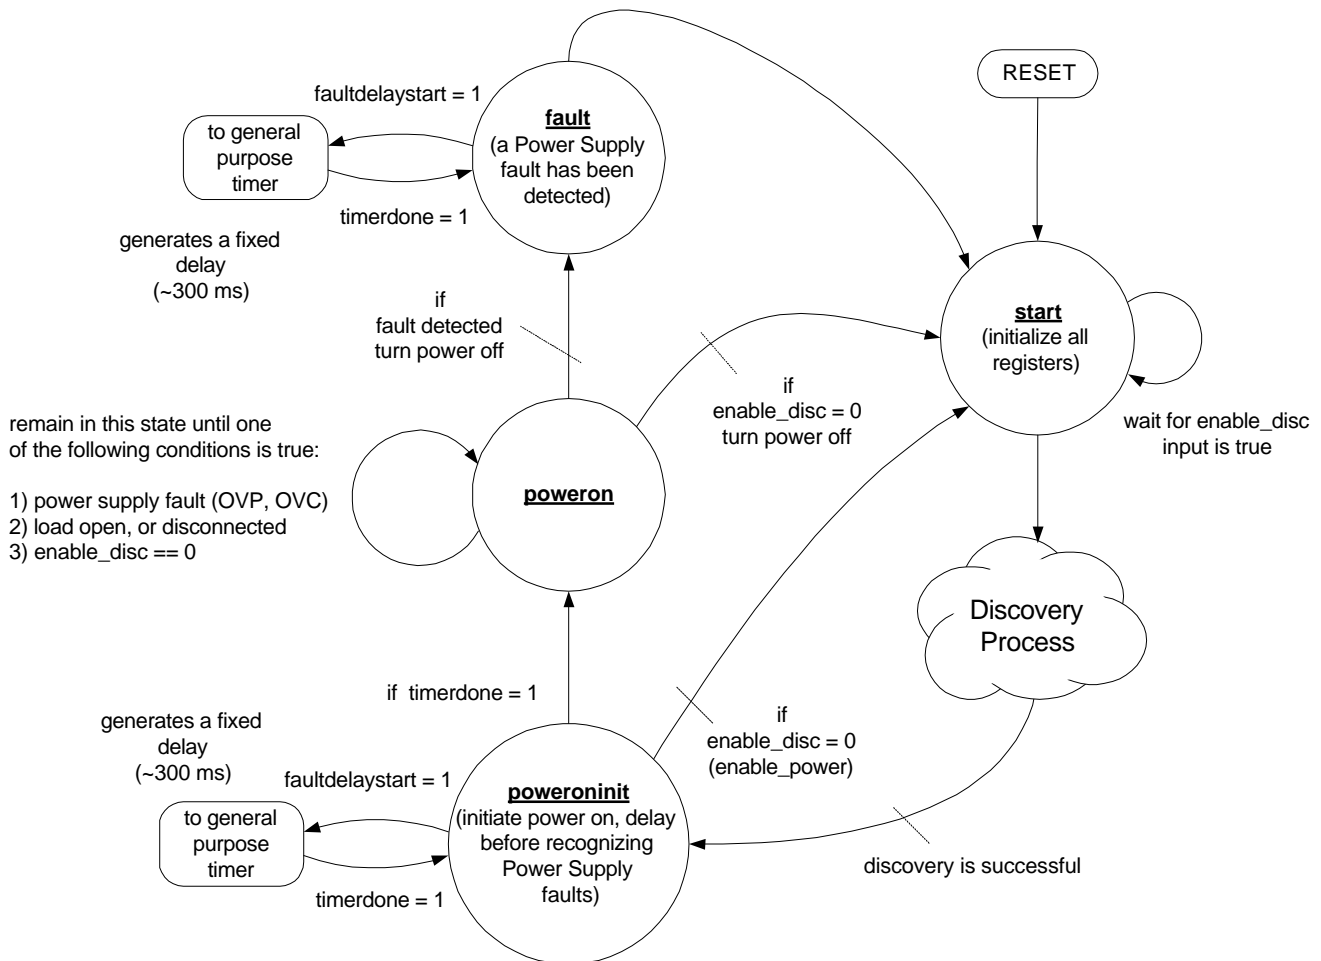 RESET
faultdelaystart = 1
fault
(a Power Supply
fault has been
detected)
to general
purpose
timer
timerdone = 1
generates a fixed
delay
(~300 ms)
if
fault detected
turn power off
start
(initialize all
registers)
if
enable_disc = 0
turn power off
wait for enable_disc
input is true
remain in this state until one
of the following conditions is true:
1) power supply fault (OVP, OVC)
2) load open, or disconnected
3) enable_disc == 0
poweron
Discovery
Process
if timerdone = 1
generates a fixed
delay
(~300 ms)
if
enable_disc = 0
(enable_power)
faultdelaystart = 1
poweroninit
(initiate power on, delay
before recognizing
Power Supply
faults)
to general
purpose
timer
timerdone = 1
discovery is successful